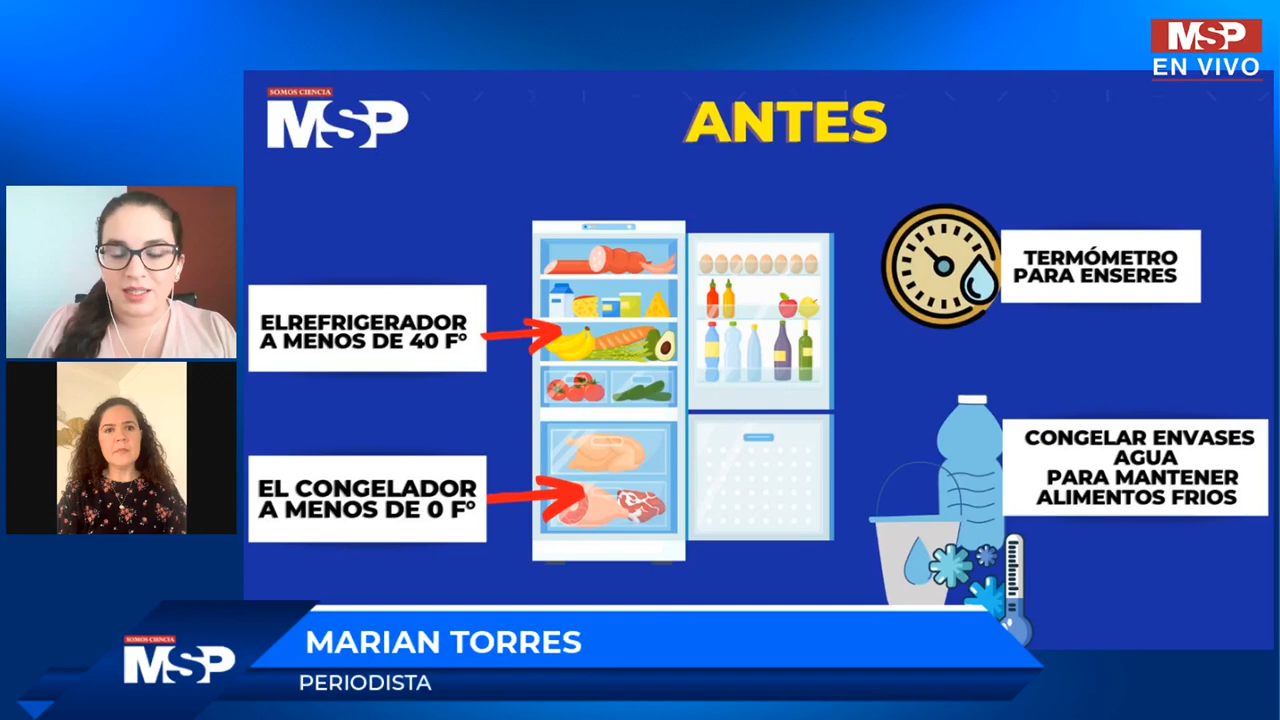 MSP
EN VIVO
SOMOS CIENCIA
MSP
ANTES
ELREFRIGERADOR
A MENOS DE 40 F°
EL CONGELADOR
A MENOS DE 0 F°
TERMÓMETRO
PARA ENSERES
CONGELAR ENVASES
AGUA
PARA MANTENER
ALIMENTOS FRIOS
SOMOS CIENCIA
MSP
MARIAN TORRES
PERIODISTA